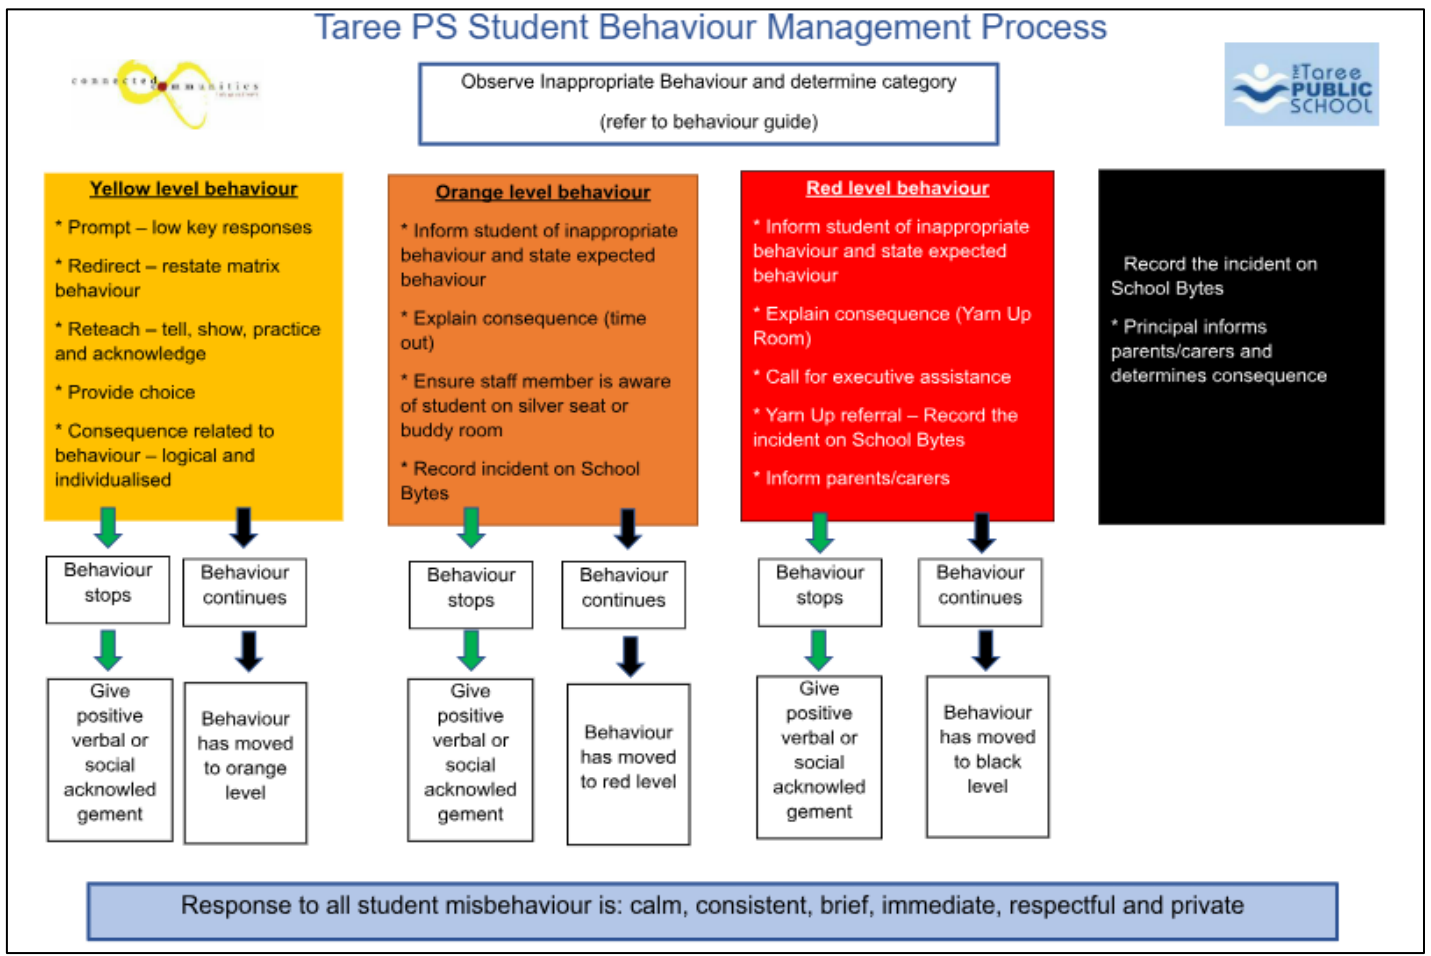 Taree PS Student Behaviour Management Process
connected communities
Observe Inappropriate Behaviour and determine category
(refer to behaviour guide)
Taree
PUBLIC
SCHOOL
Yellow level behaviour
* Prompt – low key responses
* Redirect – restate matrix
behaviour
* Reteach – tell, show, practice
and acknowledge
* Provide choice
* Consequence related to
behaviour – logical and
individualised
Orange level behaviour
* Inform student of inappropriate
behaviour and state expected
behaviour
* Explain consequence (time
out)
* Ensure staff member is aware
of student on silver seat or
buddy room
* Record incident on School
Bytes
Red level behaviour
* Inform student of inappropriate
behaviour and state expected
behaviour
* Explain consequence (Yarn Up
Room)
* Call for executive assistance
* Yarn Up referral – Record the
incident on School Bytes
* Inform parents/carers
Record the incident on
School Bytes
* Principal informs
parents/carers and
determines consequence
Behaviour
stops
Behaviour
continues
Behaviour
stops
Behaviour
continues
Behaviour
stops
Behaviour
continues
Give
positive
verbal or
social
acknowled
gement
Behaviour
has moved
to orange
level
Give
positive
verbal or
social
acknowled
gement
Behaviour
has moved
to red level
Give
positive
verbal or
social
acknowled
gement
Behaviour
has moved
to black
level
Response to all student misbehaviour is: calm, consistent, brief, immediate, respectful and private